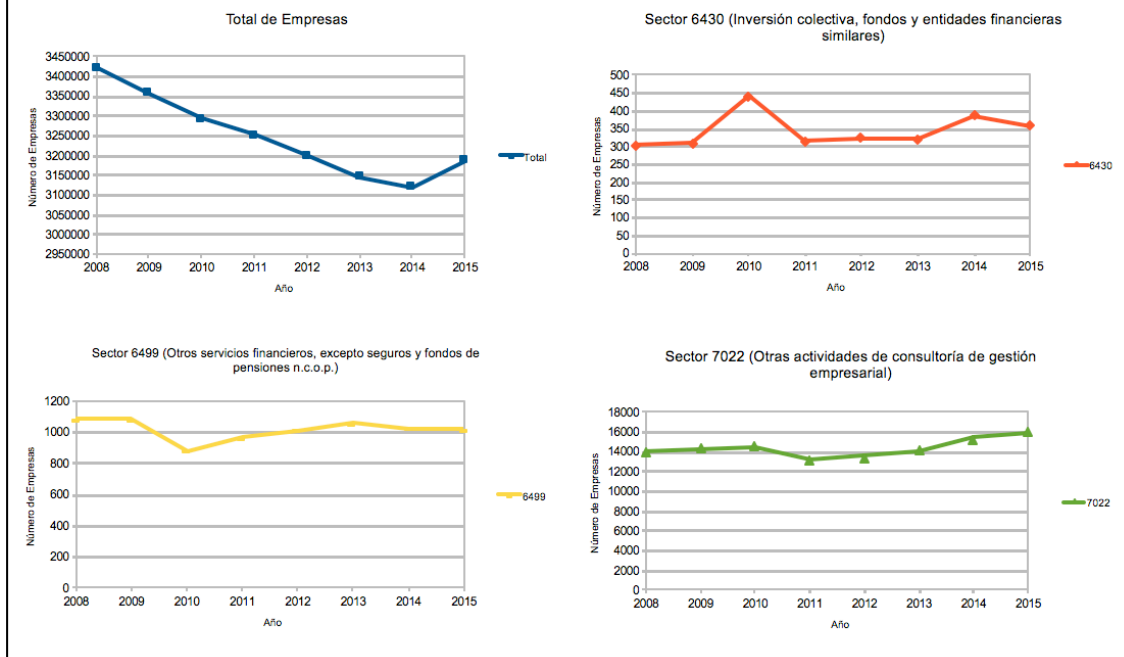 Total de Empresas
Número de Empresas
3450000
3400000
3350000
3300000
3250000
3200000
3150000
3100000
3050000
3000000
2950000
2008 2009 2010 2011 2012 2013 2014 2015
Año
Total
Sector 6430 (Inversión colectiva, fondos y entidades financieras
similares)
Número de Empresas
500
450
400
350
300
250
200
150
100
50
0
2008 2009 2010 2011 2012 2013 2014 2015
Año
6430
Sector 6499 (Otros servicios financieros, excepto seguros y fondos de
pensiones n.c.o.p.)
Número de Empresas
1200
1000
800
600
400
200
0
2008 2009 2010 2011 2012 2013 2014 2015
Año
6499
Sector 7022 (Otras actividades de consultoría de gestión
empresarial)
Número de Empresas
18000
16000
14000
12000
10000
8000
6000
4000
2000
0
2008 2009 2010 2011 2012 2013 2014 2015
Año
7022